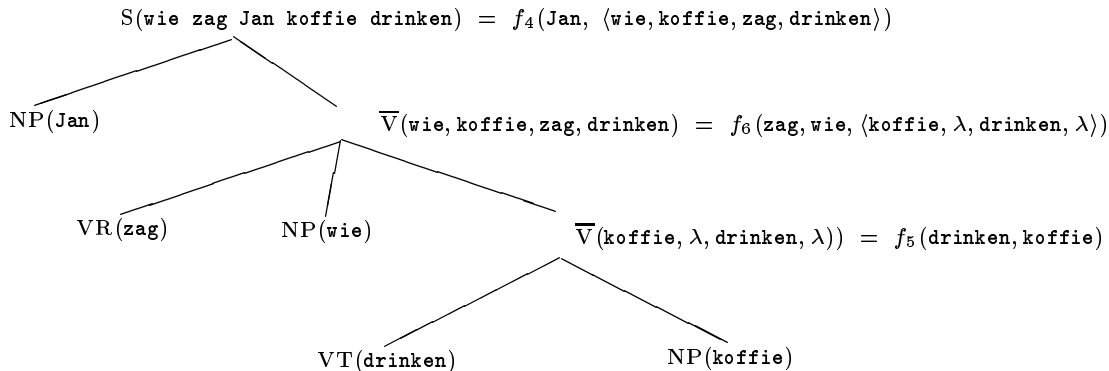 S(wie zag Jan koffie drinken) = f₄(Jan, ⟨wie, koffie, zag, drinken⟩)
NP(Jan)
V̅(wie, koffie, zag, drinken) = f₆(zag, wie, ⟨koffie, λ, drinken, λ⟩)
VR(zag)
NP(wie)
V̅(koffie, λ, drinken, λ)) = f₅(drinken, koffie)
VT(drinken)
NP(koffie)